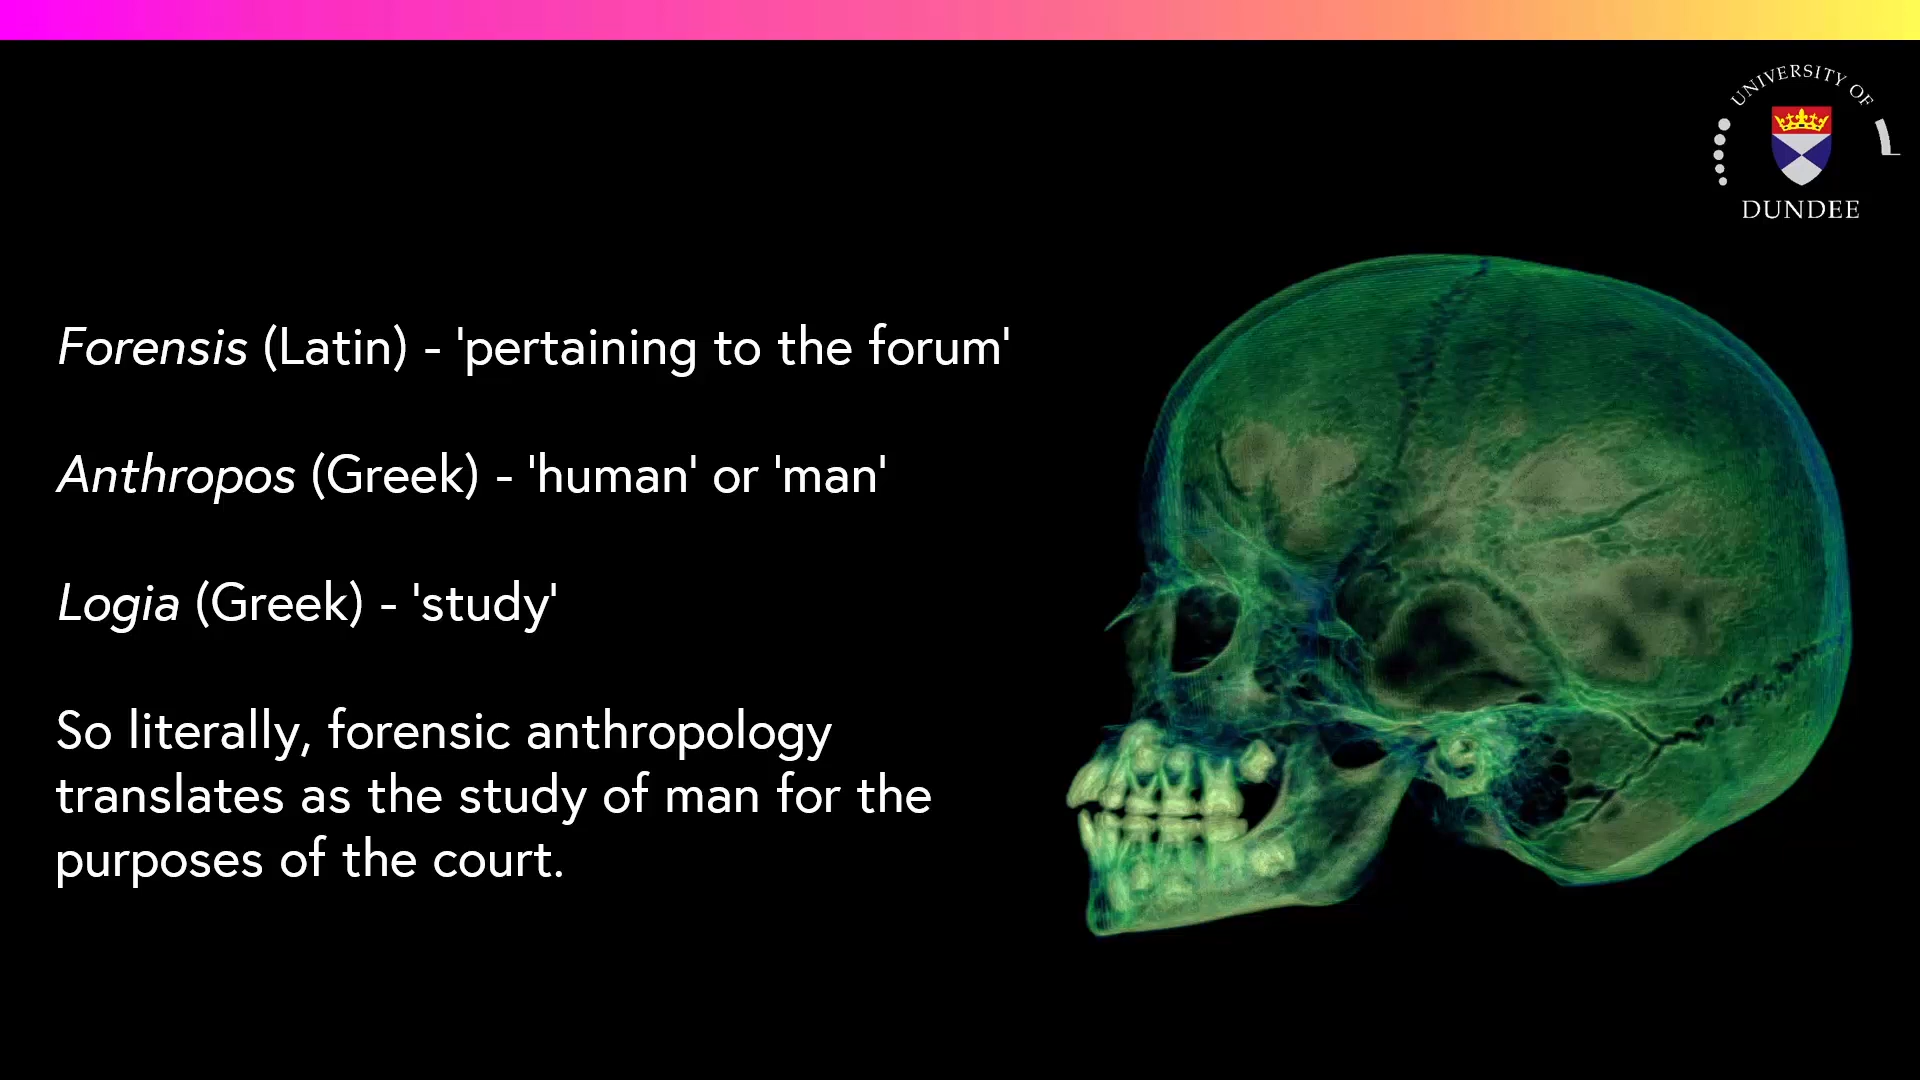 UNIVERSITY OF
DUNDEE
Forensis (Latin) - 'pertaining to the forum'
Anthropos (Greek) - 'human' or 'man'
Logia (Greek) - 'study'
So literally, forensic anthropology
translates as the study of man for the
purposes of the court.